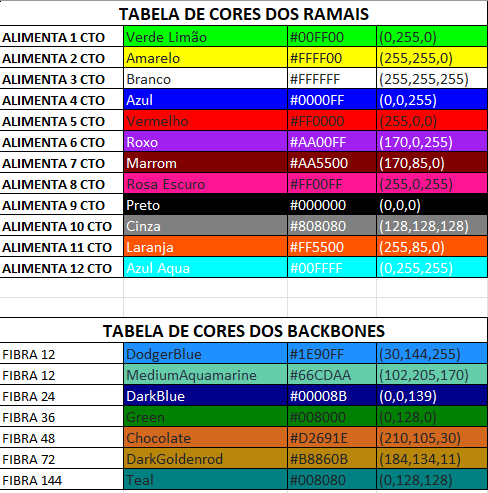 TABELA DE CORES DOS RAMAIS
ALIMENTA 1 CTO Verde Limão #00FF00 (0,255,0)
ALIMENTA 2 CTO Amarelo #FFFF00 (255,255,0)
ALIMENTA 3 CTO Branco #FFFFFF (255,255,255)
ALIMENTA 4 CTO Azul #0000FF (0,0,255)
ALIMENTA 5 CTO Vermelho #FF0000 (255,0,0)
ALIMENTA 6 CTO Roxo #AA00FF (170,0,255)
ALIMENTA 7 CTO Marrom #AA5500 (170,85,0)
ALIMENTA 8 CTO Rosa Escuro #FF00FF (255,0,255)
ALIMENTA 9 CTO Preto #000000 (0,0,0)
ALIMENTA 10 CTO Cinza #808080 (128,128,128)
ALIMENTA 11 CTO Laranja #FF5500 (255,85,0)
ALIMENTA 12 CTO Azul Aqua #00FFFF (0,255,255)
TABELA DE CORES DOS BACKBONES
FIBRA 12 DodgerBlue #1E90FF (30,144,255)
FIBRA 12 MediumAquamarine #66CDAA (102,205,170)
FIBRA 24 DarkBlue #00008B (0,0,139)
FIBRA 36 Green #008000 (0,128,0)
FIBRA 48 Chocolate #D2691E (210,105,30)
FIBRA 72 DarkGoldenrod #B8860B (184,134,11)
FIBRA 144 Teal #008080 (0,128,128)